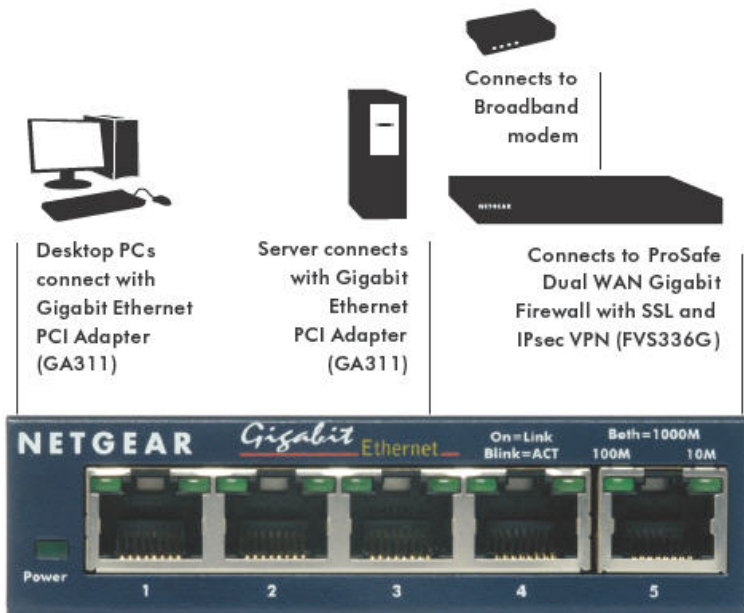 Connects to
Broadband
modem
NETGEAR
Desktop PCs
connect with
Gigabit Ethernet
PCI Adapter
(GA311)
Server connects
with Gigabit
Ethernet
PCI Adapter
(GA311)
Connects to ProSafe
Dual WAN Gigabit
Firewall with SSL and
IPsec VPN (FVS336G)
NETGEAR
Gigabit Ethernet
On=Link
Blink=ACT
Both=1000M
100M 10M
Power
1 2 3 4 5